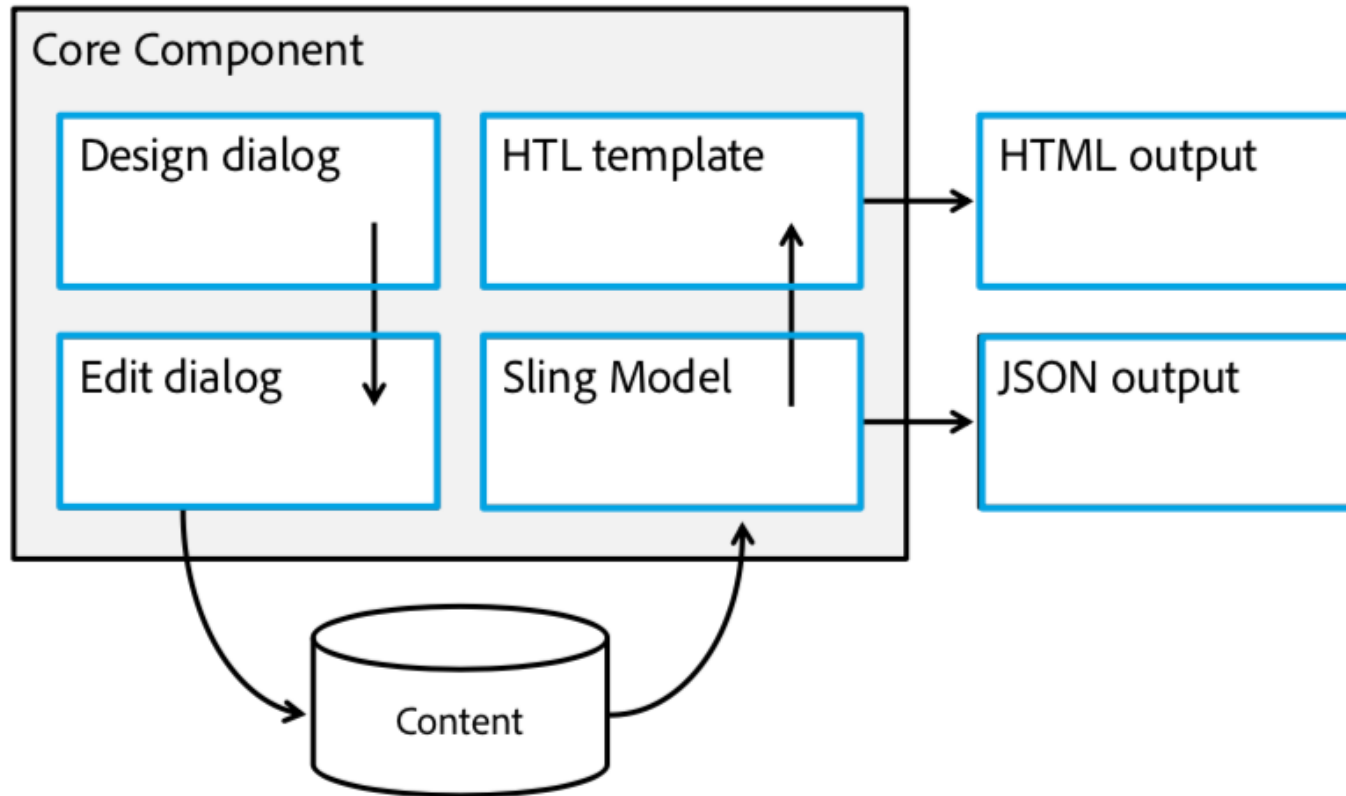 Core Component
Design dialog
HTL template
HTML output
Edit dialog
Sling Model
JSON output
Content